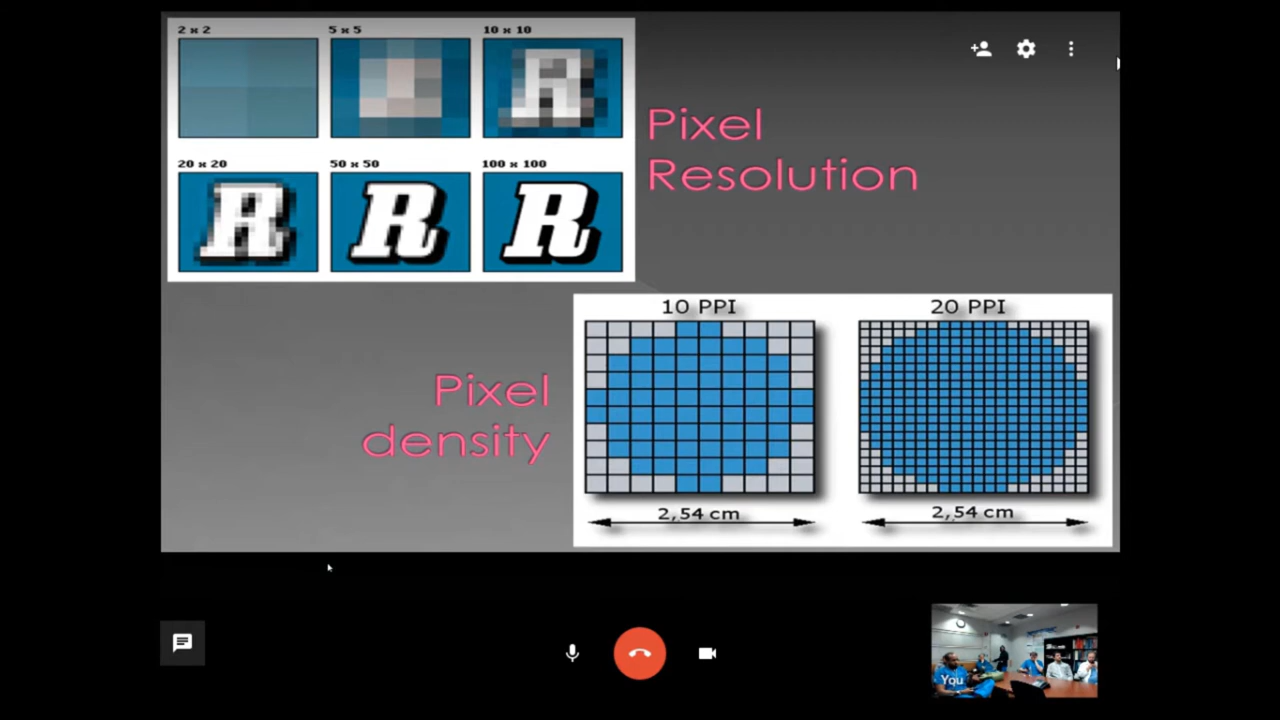 2 x 2
5 x 5
10 x 10
20 x 20
50 x 50
100 x 100
R
R
R
R
Pixel
Resolution
Pixel
density
10 PPI
20 PPI
2,54 cm
2,54 cm
You